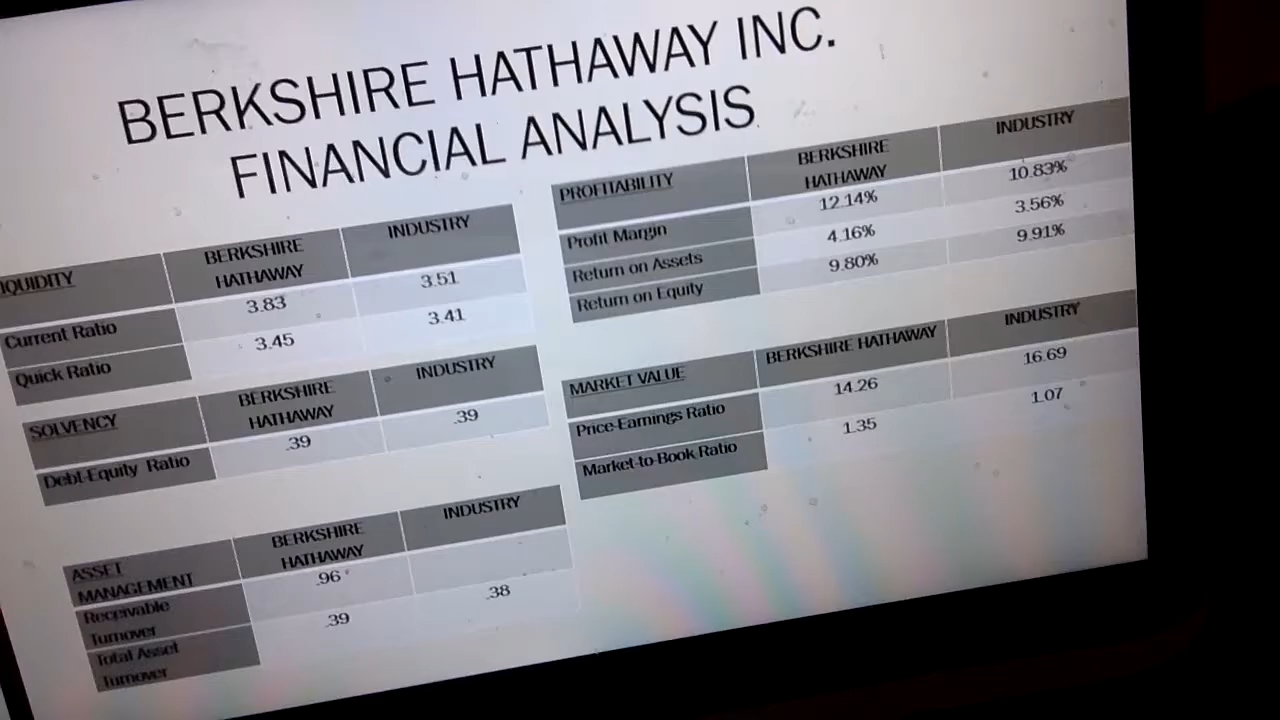 BERKSHIRE HATHAWAY INC.
FINANCIAL ANALYSIS
IQUIDITY BERKSHIRE HATHAWAY INDUSTRY
Current Ratio 3.83 3.51
Quick Ratio 3.45 3.41
SOLVENCY BERKSHIRE HATHAWAY INDUSTRY
Debt-Equity Ratio .39 .39
ASSET MANAGEMENT BERKSHIRE HATHAWAY INDUSTRY
Receivable Turnover .96
Total Asset Turnover .39 .38
PROFITABILITY BERKSHIRE HATHAWAY INDUSTRY
Profit Margin 12.14% 10.83%
Return on Assets 4.16% 3.56%
Return on Equity 9.80% 9.91%
MARKET VALUE BERKSHIRE HATHAWAY INDUSTRY
Price-Earnings Ratio 14.26 16.69
Market-to-Book Ratio 1.35 1.07